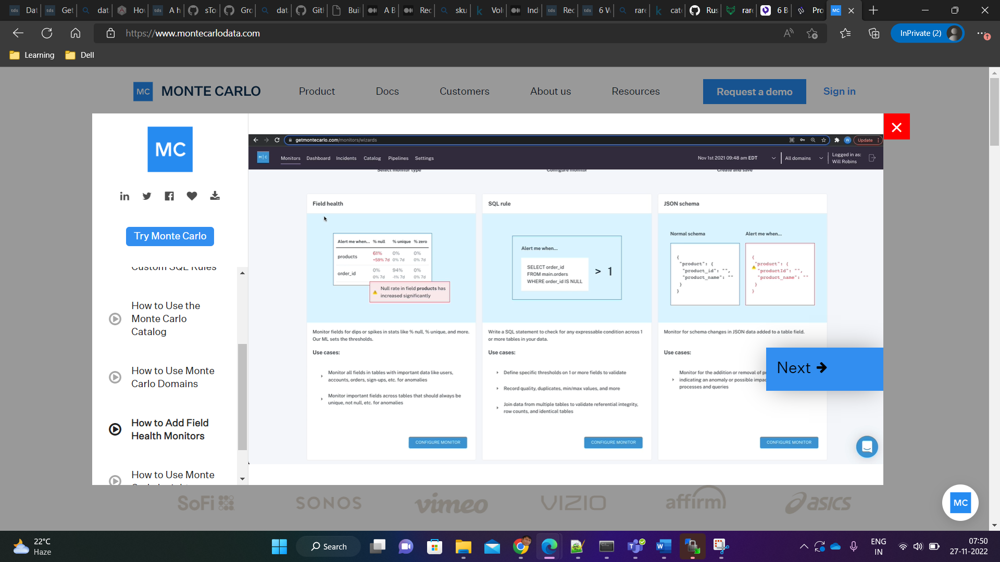 Dat
Get
dat
Hov
A h
sTo
Gro
dat
Git
Bui
A B
Rec
sku
Vol
Ind
Rec
6 W
rare
cate
Rus
rare
6 B
Pro
MC
https://www.montecarlodata.com
InPrivate (2)
Learning
Dell
MC MONTE CARLO
Product
Docs
Customers
About us
Resources
Request a demo
Sign in
MC
Try Monte Carlo
Custom SQL Rules
How to Use the
Monte Carlo
Catalog
How to Use Monte
Carlo Domains
How to Add Field
Health Monitors
How to Use Monte
getmontecarlo.com/monitors/wizards
W
Update
M|C
Monitors Dashboard Incidents Catalog Pipelines Settings
Nov 1st 2021 09:48 am EDT
All domains
Logged in as:
Will Robins
Select monitor type
Configure monitor
Create and save
Field health
Alert me when... % null % unique % zero
products 61% 0% 0%
+59% 7d 0% 7d 0% 7d
order_id 0% 94% 0%
0% 7d -1% 7d 0% 7d
Null rate in field products has
increased significantly
Monitor fields for dips or spikes in stats like % null, % unique, and more.
Our ML sets the thresholds.
Use cases:
Monitor all fields in tables with important data like users,
accounts, orders, sign-ups, etc. for anomalies
Monitor important fields across tables that should always be
unique, not null, etc. for anomalies
CONFIGURE MONITOR
SQL rule
Alert me when...
SELECT order_id
FROM main.orders
WHERE order_id IS NULL
> 1
Write a SQL statement to check for any expressable condition across 1
or more tables in your data.
Use cases:
Define specific thresholds on 1 or more fields to validate
Record quality, duplicates, min/max values, and more
Join data from multiple tables to validate referential integrity,
row counts, and identical tables
CONFIGURE MONITOR
JSON schema
Normal schema
{
"product": {
"product_id": "",
"product_name": ""
}
}
Alert me when...
{
"product": {
"productId": "",
"product_name": ""
}
}
Monitor for schema changes in JSON data added to a table field.
Use cases:
Monitor for the addition or removal of
indicating an anomaly or possible
processes and queries
CONFIGURE MONITOR
Next
SoFi
SONOS
vimeo
VIZIO
affirm
asics
MC
22°C
Haze
Search
ENG
IN
07:50
27-11-2022